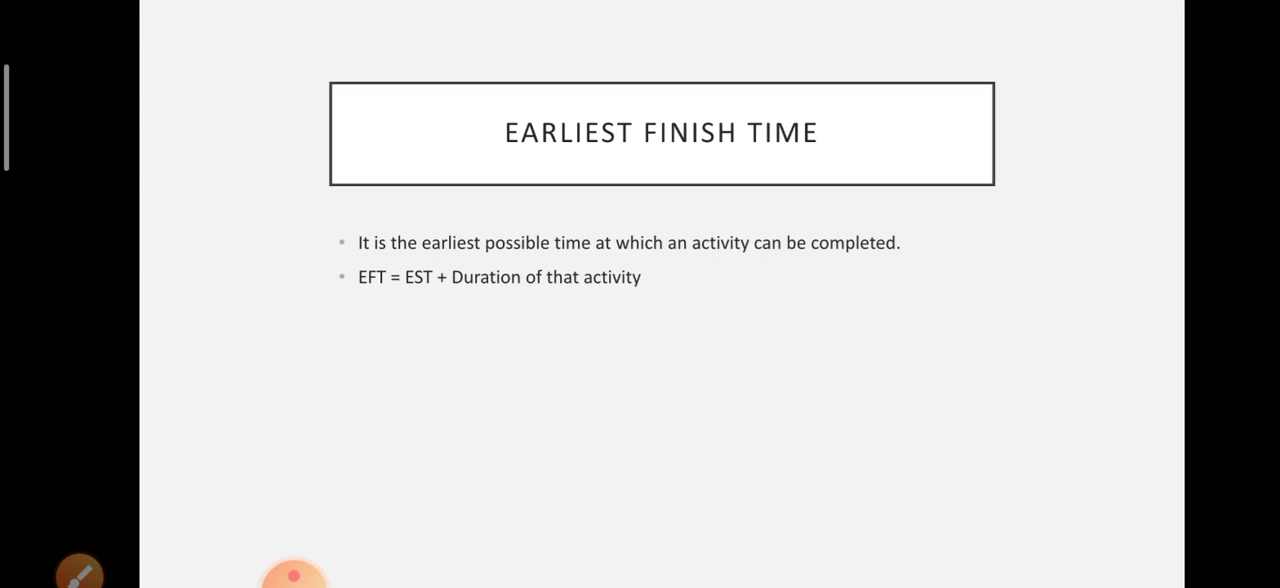 EARLIEST FINISH TIME
• It is the earliest possible time at which an activity can be completed.
• EFT = EST + Duration of that activity